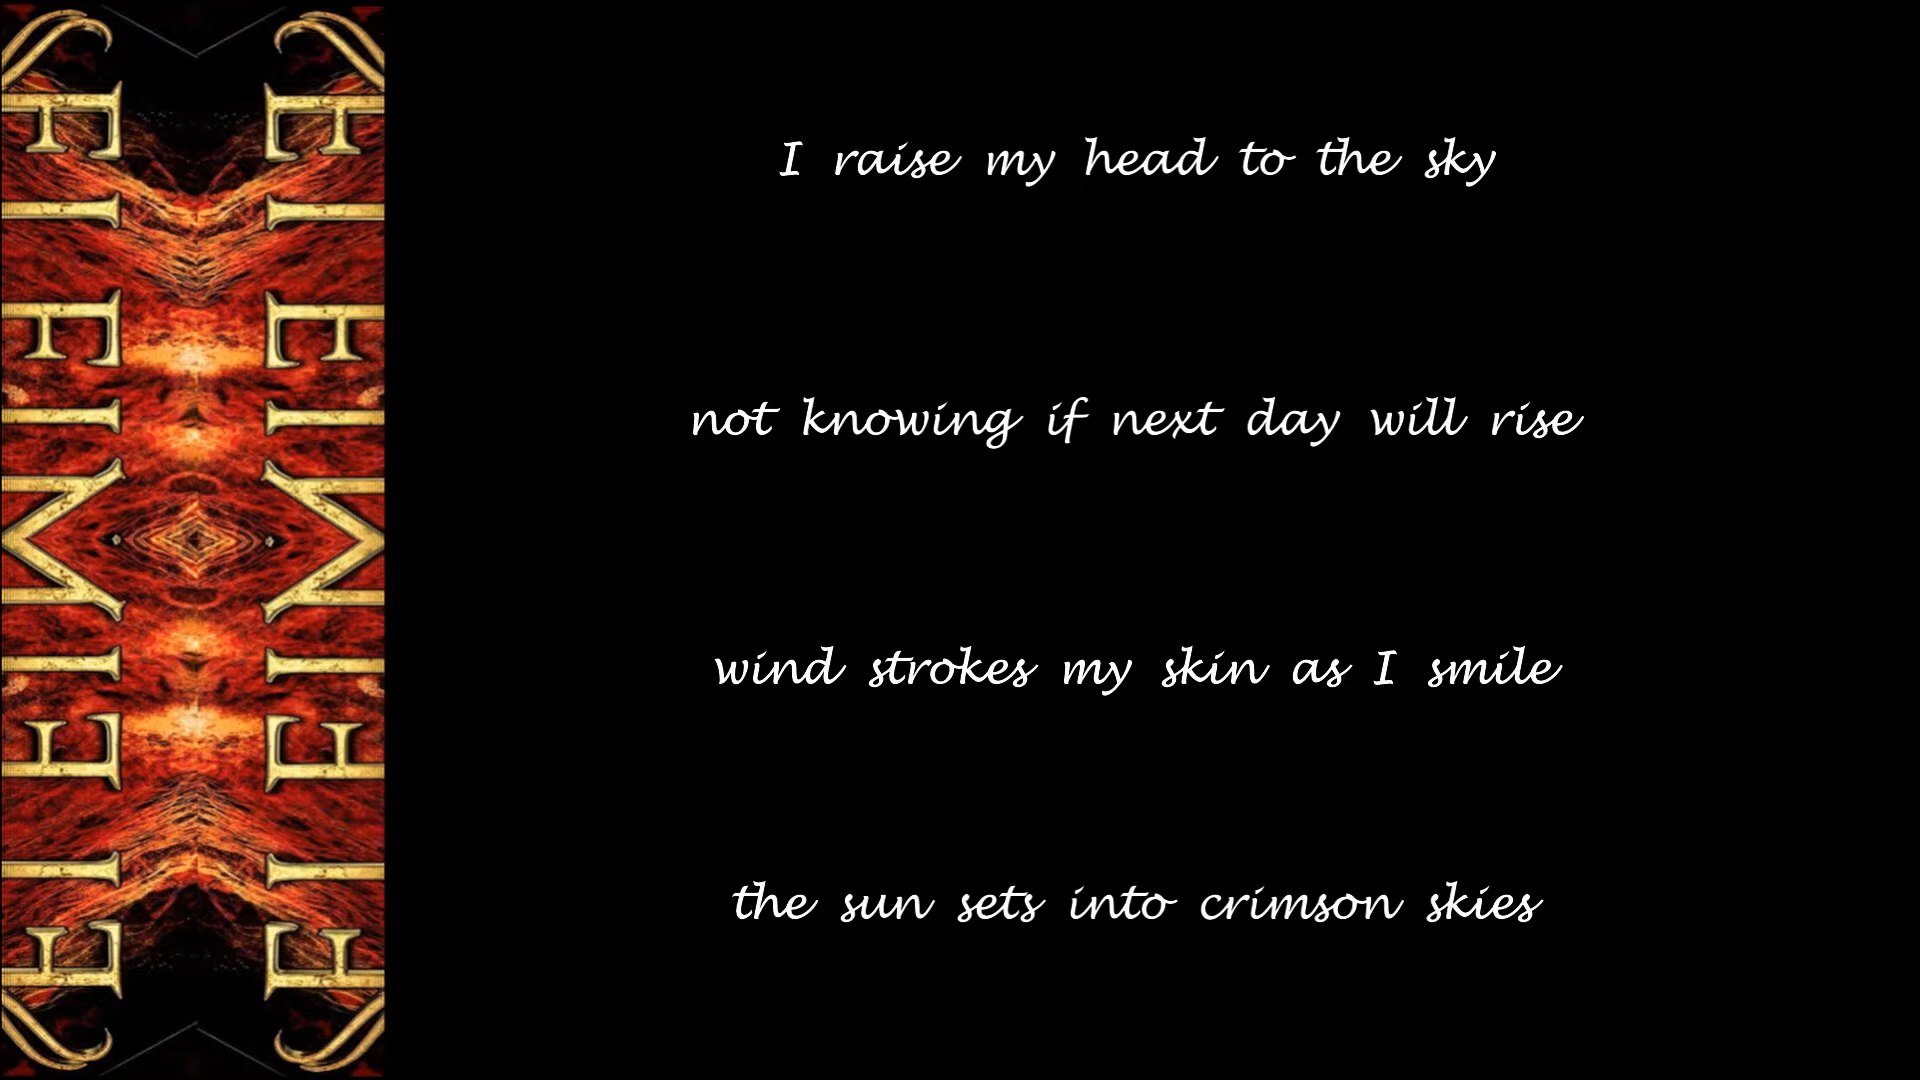 I raise my head to the sky
not knowing if next day will rise
wind strokes my skin as I smile
the sun sets into crimson skies